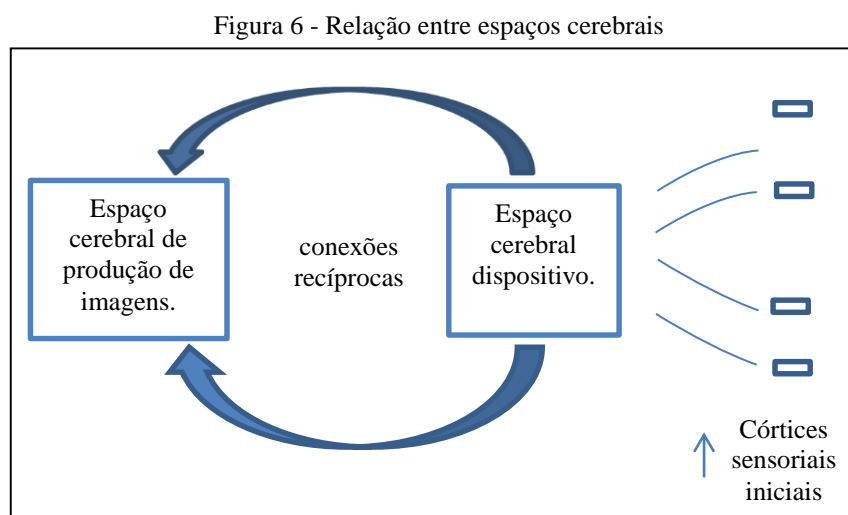 Figura 6 - Relação entre espaços cerebrais
Espaço
cerebral de
produção de
imagens.
conexões
recíprocas
Espaço
cerebral
dispositivo.
Córtices
sensoriais
iniciais